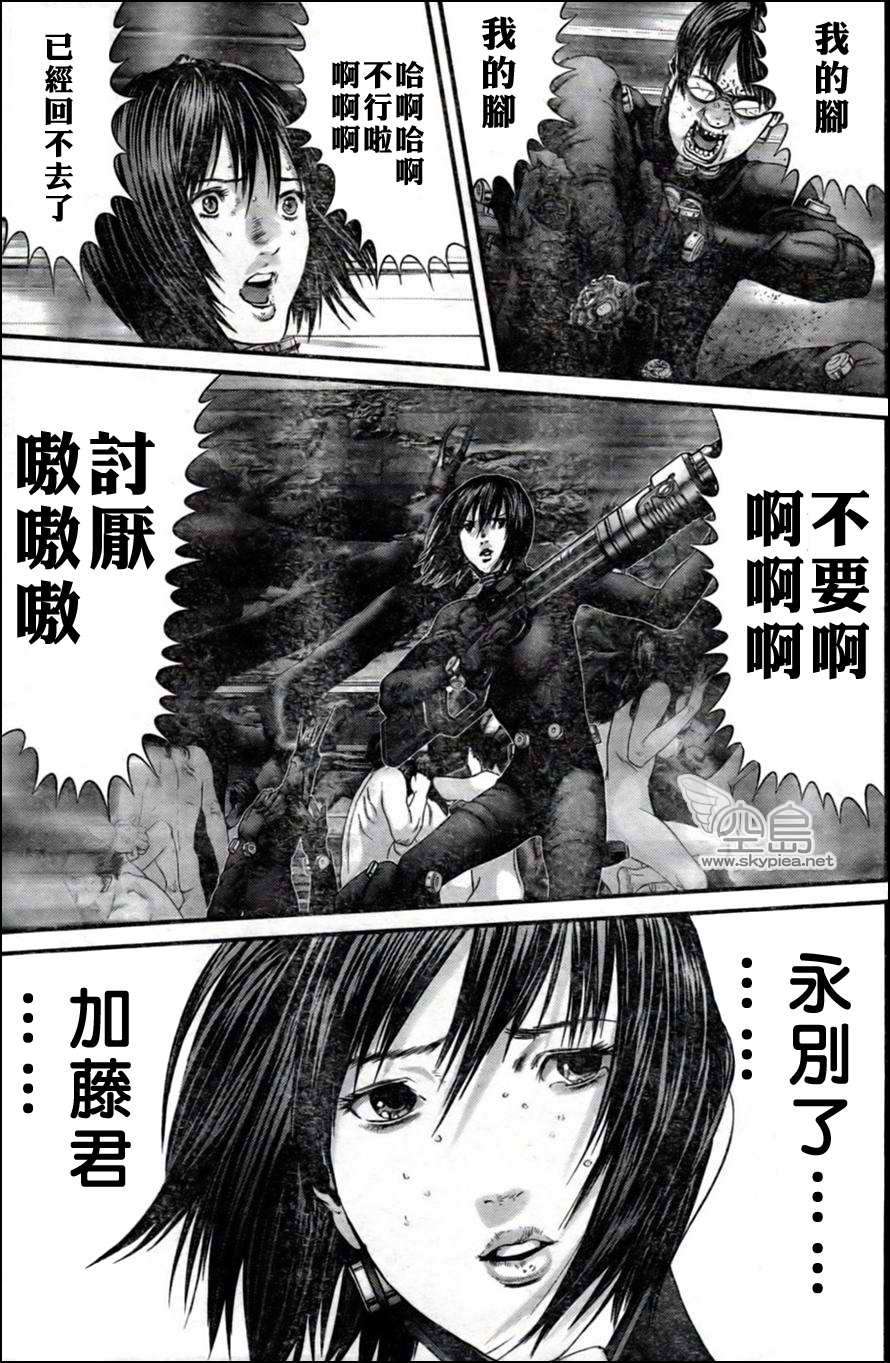 我的腳
我的腳
哈啊哈啊
不行啦
啊啊啊
已經回不去了
不要啊
啊啊啊
討厭
嗷嗷嗷
空島
www.skypiea.net
永別了……
……
加藤君
……